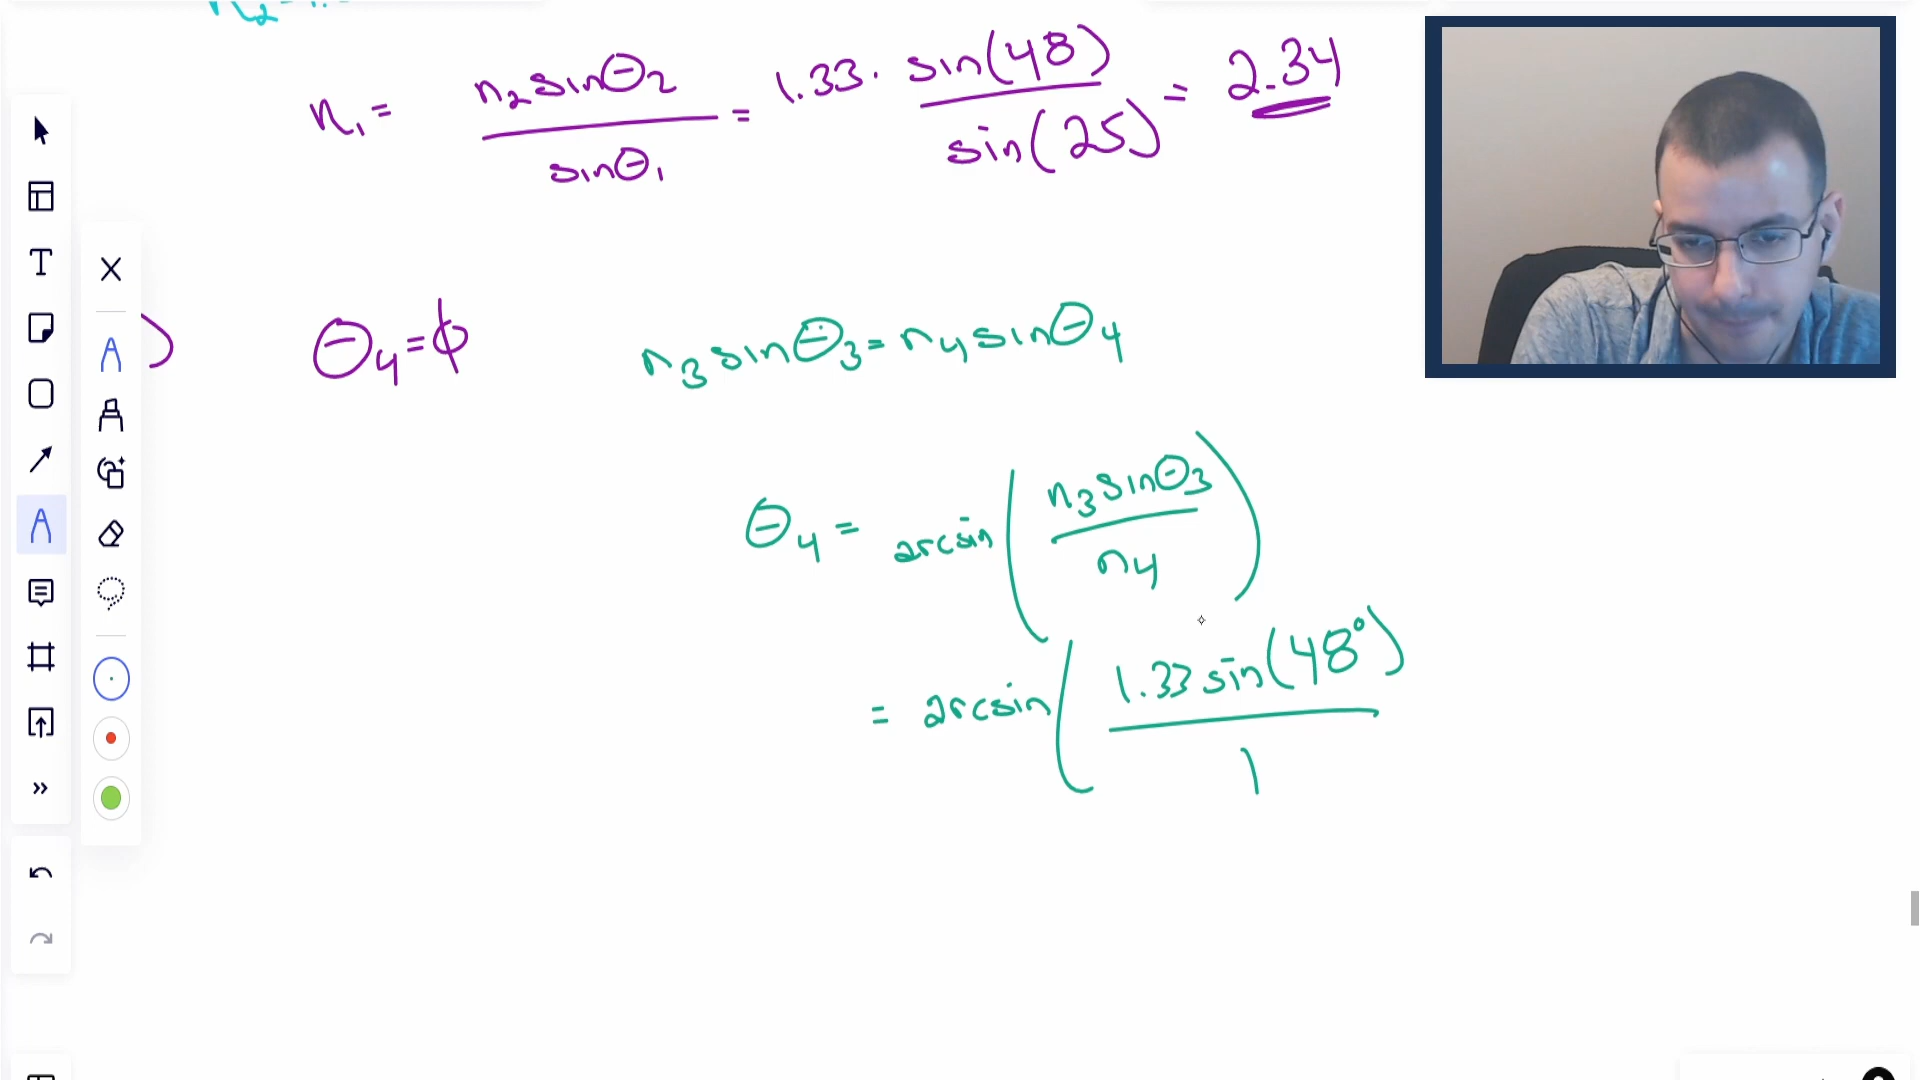 n₁ = n₂sinθ₂ / sinθ₁ = 1.33 · sin(48) / sin(25) = 2.34
) θ₄=ϕ n₃sinθ₃=n₄sinθ₄
θ₄ = arcsin(n₃sinθ₃ / n₄)
= arcsin(1.33 sin(48°) / 1